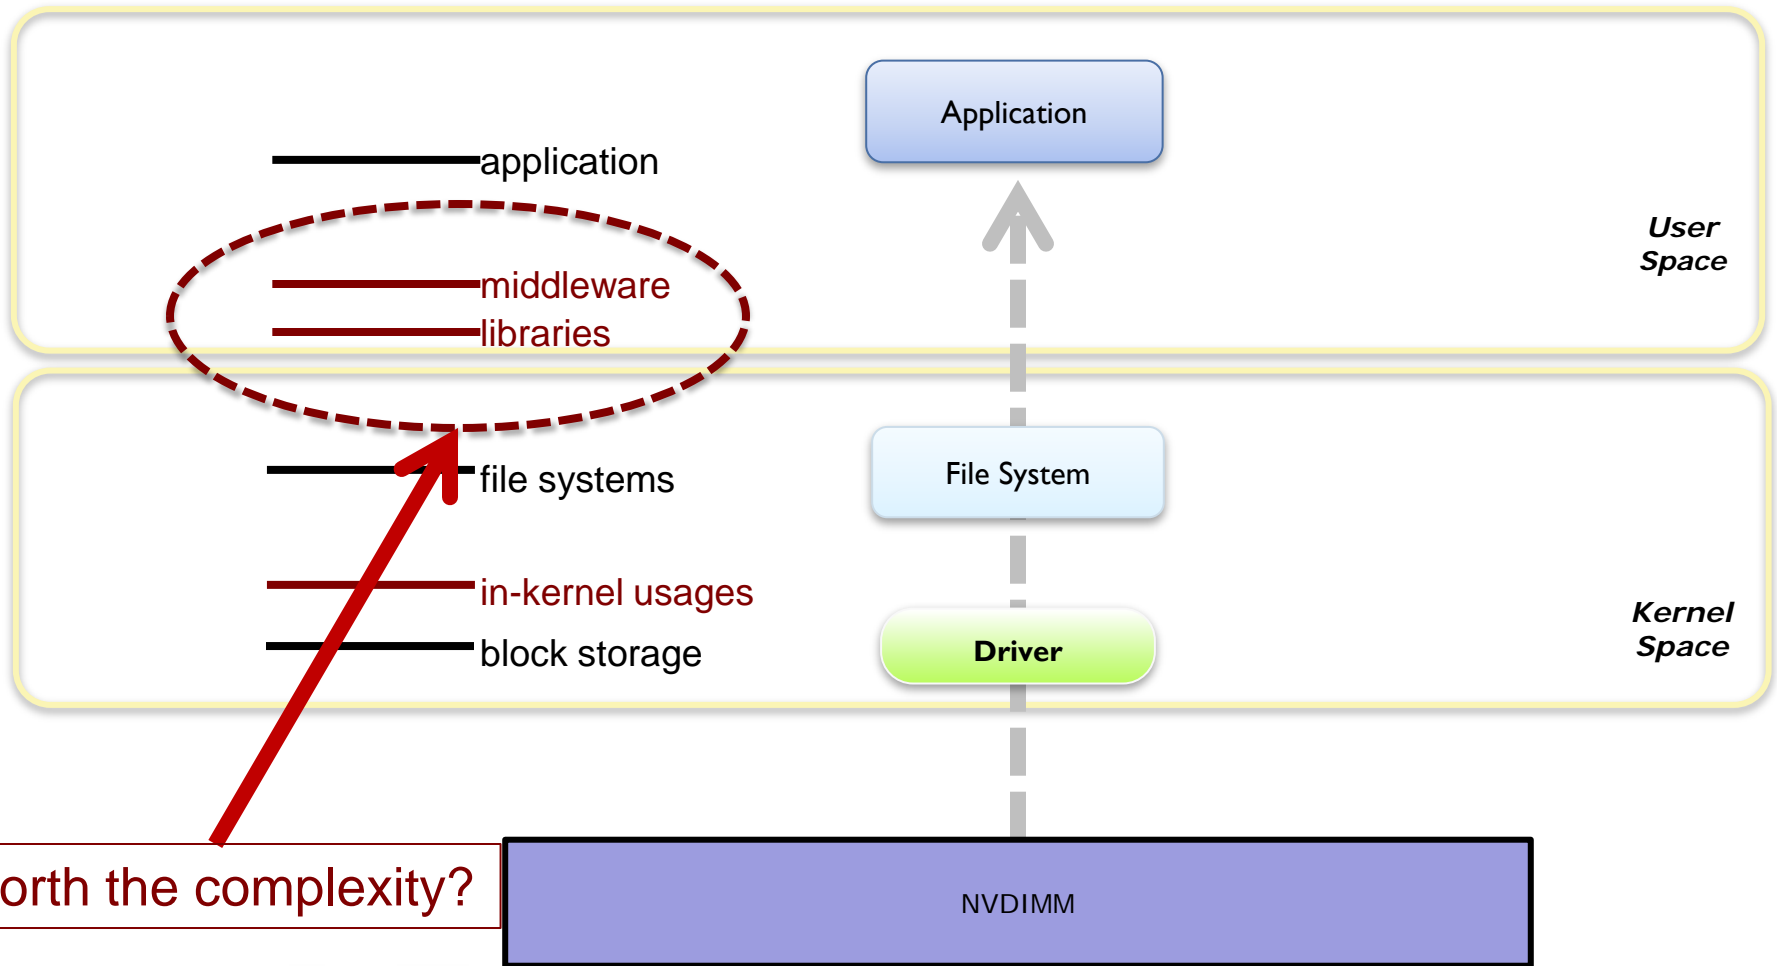 Application
application
User
Space
middleware
libraries
file systems
File System
in-kernel usages
Kernel
Space
block storage
Driver
orth the complexity?
NVDIMM